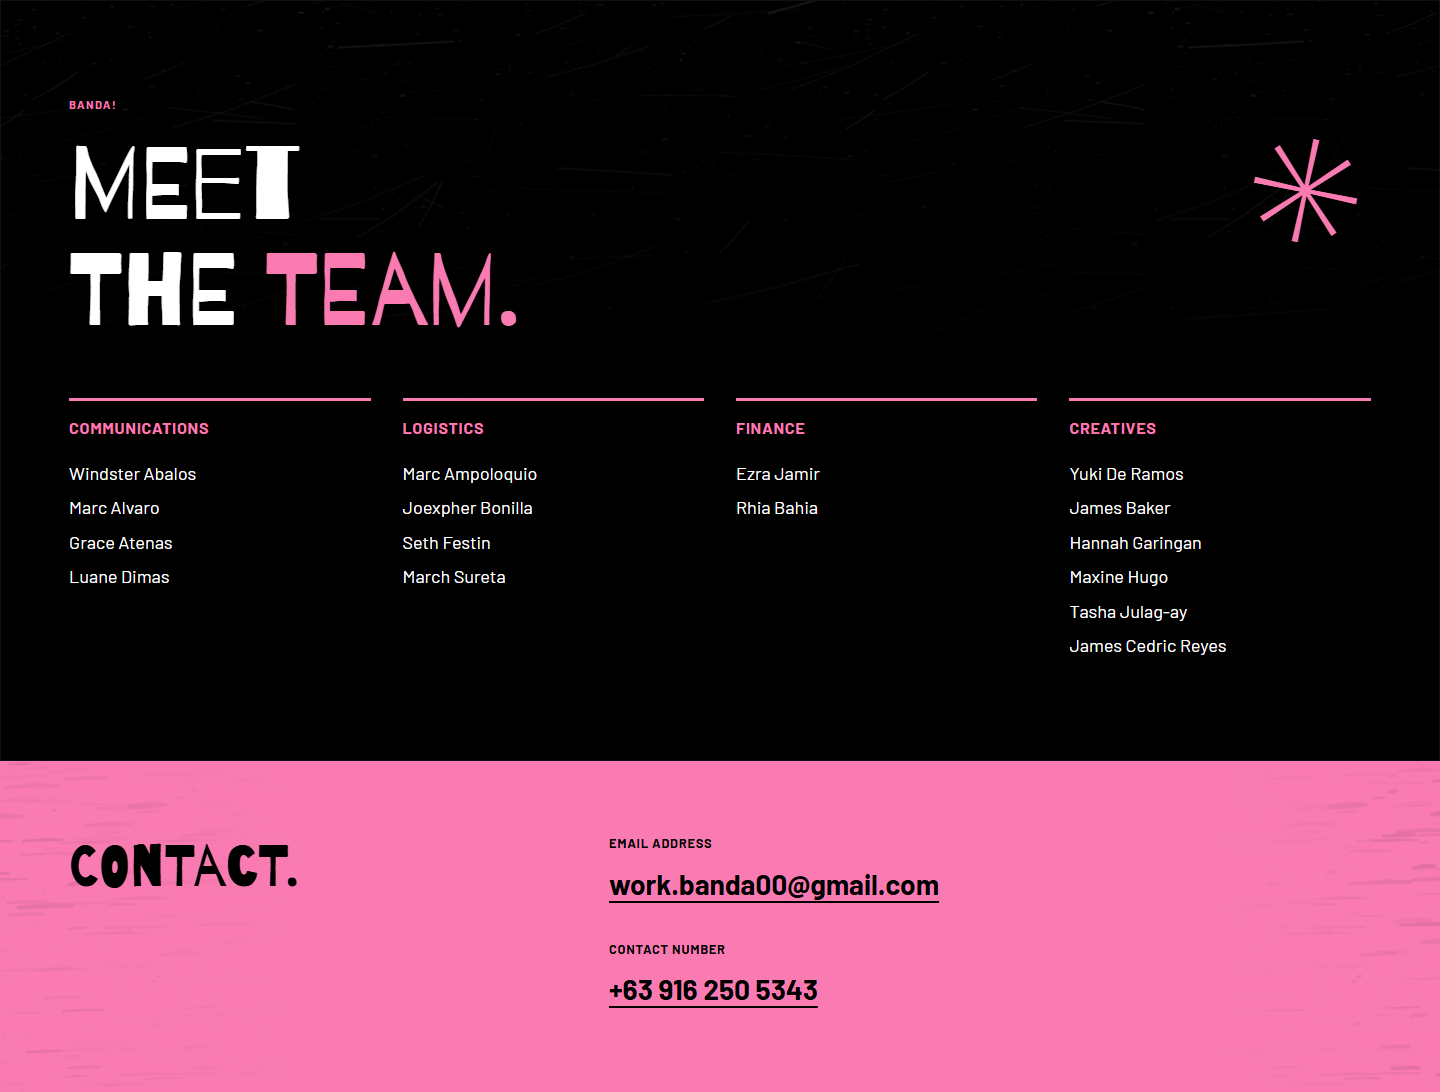 BANDA!
MEET
THE TEAM.
COMMUNICATIONS
Windster Abalos
Marc Alvaro
Grace Atenas
Luane Dimas
LOGISTICS
Marc Ampoloquio
Joexpher Bonilla
Seth Festin
March Sureta
FINANCE
Ezra Jamir
Rhia Bahia
CREATIVES
Yuki De Ramos
James Baker
Hannah Garingan
Maxine Hugo
Tasha Julag-ay
James Cedric Reyes
CONTACT.
EMAIL ADDRESS
work.banda00@gmail.com
CONTACT NUMBER
+63 916 250 5343